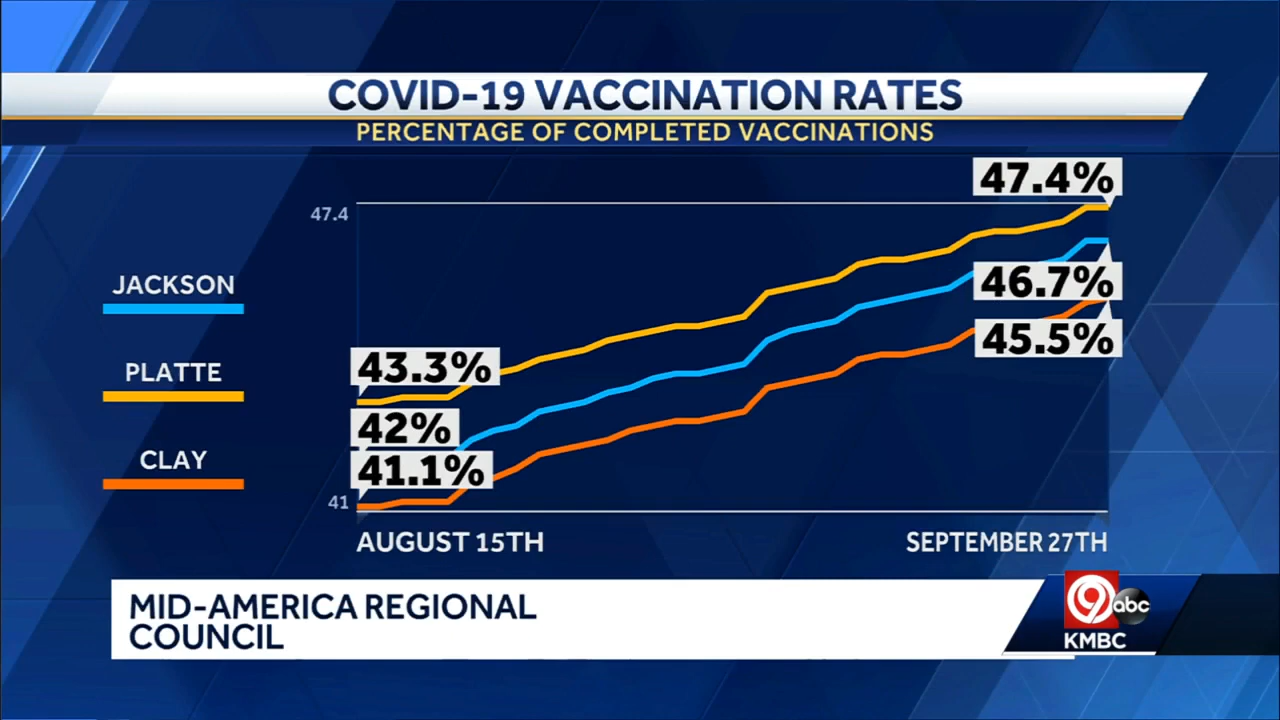 COVID-19 VACCINATION RATES
PERCENTAGE OF COMPLETED VACCINATIONS
47.4%
47.4
JACKSON
46.7%
45.5%
PLATTE
43.3%
42%
CLAY
41.1%
41
AUGUST 15TH
SEPTEMBER 27TH
MID-AMERICA REGIONAL
COUNCIL
9
abc
KMBC